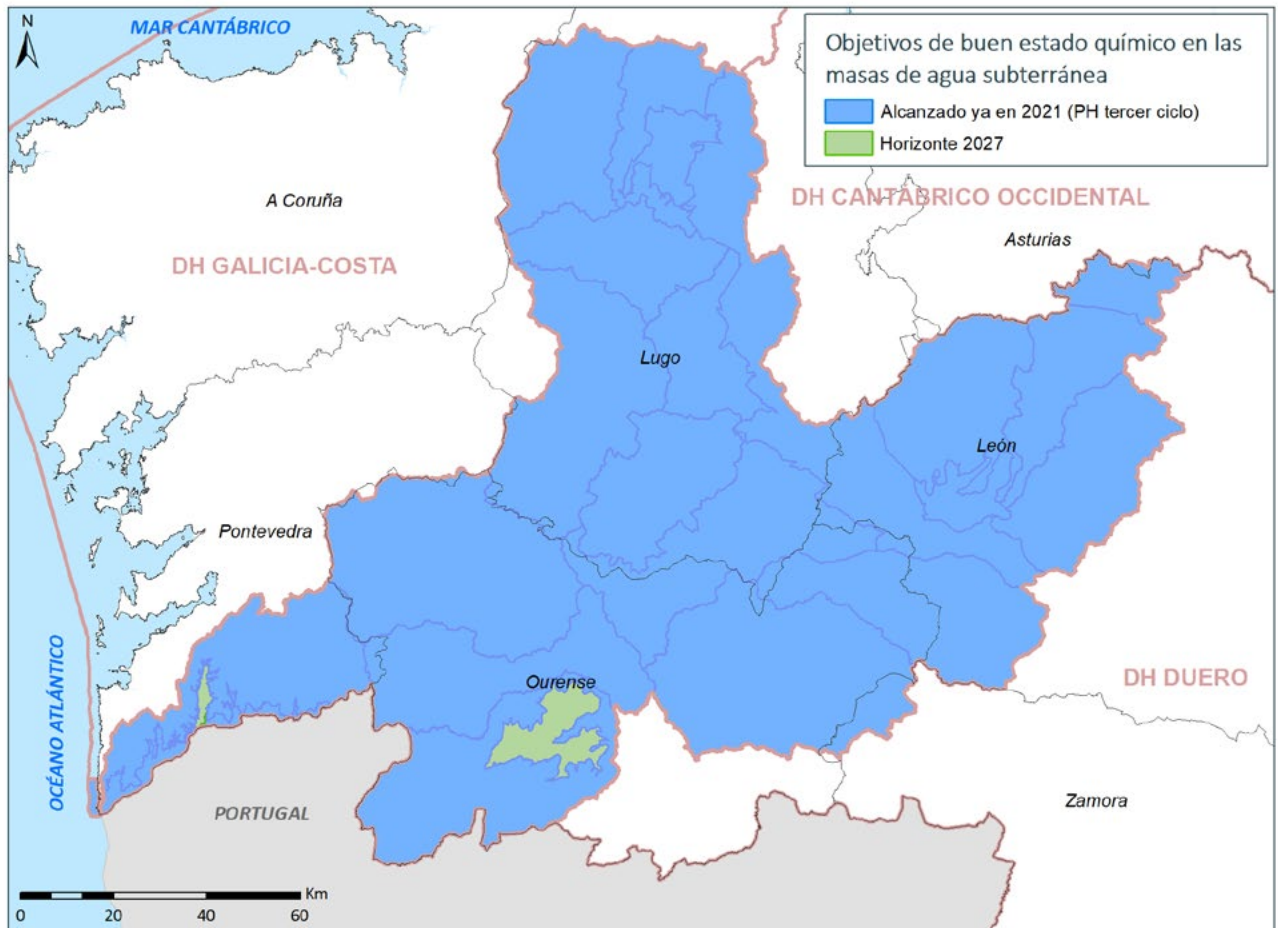 N
MAR CANTÁBRICO
Objetivos de buen estado químico en las
masas de agua subterránea
Alcanzado ya en 2021 (PH tercer ciclo)
Horizonte 2027
A Coruña
DH CANTÁBRICO OCCIDENTAL
Asturias
DH GALICIA-COSTA
Lugo
León
Pontevedra
Ourense
DH DUERO
OCÉANO ATLÁNTICO
PORTUGAL
Zamora
Km
0 20 40 60